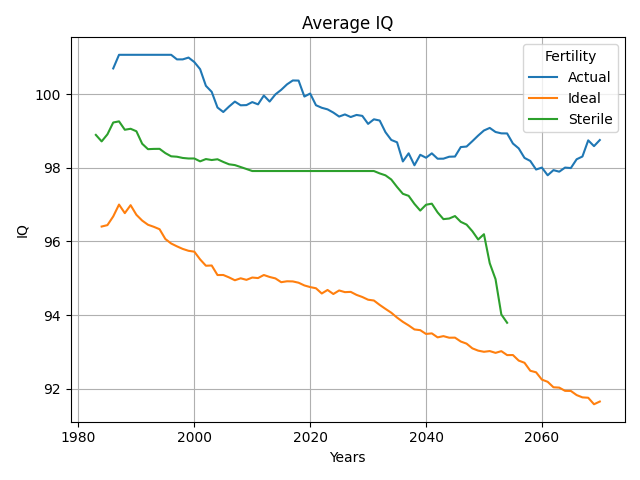 Average IQ
Fertility
Actual
Ideal
Sterile
100
98
96
94
92
IQ
1980
2000
2020
2040
2060
Years